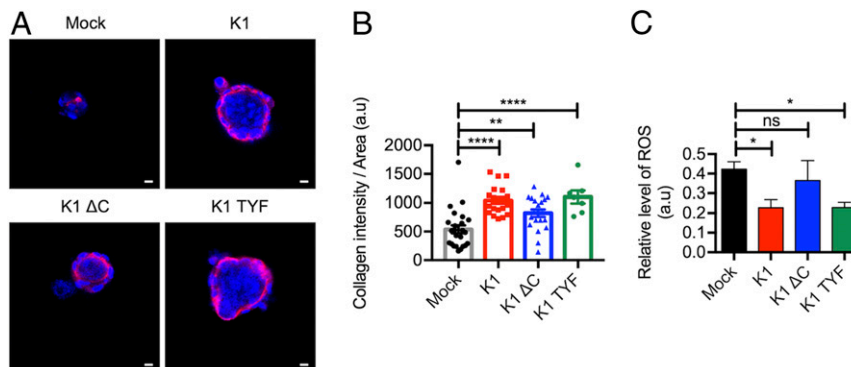 A
Mock
K1
K1 ΔC
K1 TYF
B
Collagen intensity / Area (a.u)
2000
1500
1000
500
0
****
**
****
Mock
K1
K1 ΔC
K1 TYF
C
Relative level of ROS
(a.u)
0.5
0.4
0.3
0.2
0.1
0.0
*
ns
*
Mock
K1
K1 ΔC
K1 TYF